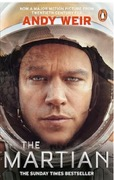 NOW A MAJOR MOTION PICTURE FROM
TWENTIETH CENTURY FOX
ANDY WEIR
THE
MARTIAN
THE SUNDAY TIMES BESTSELLER